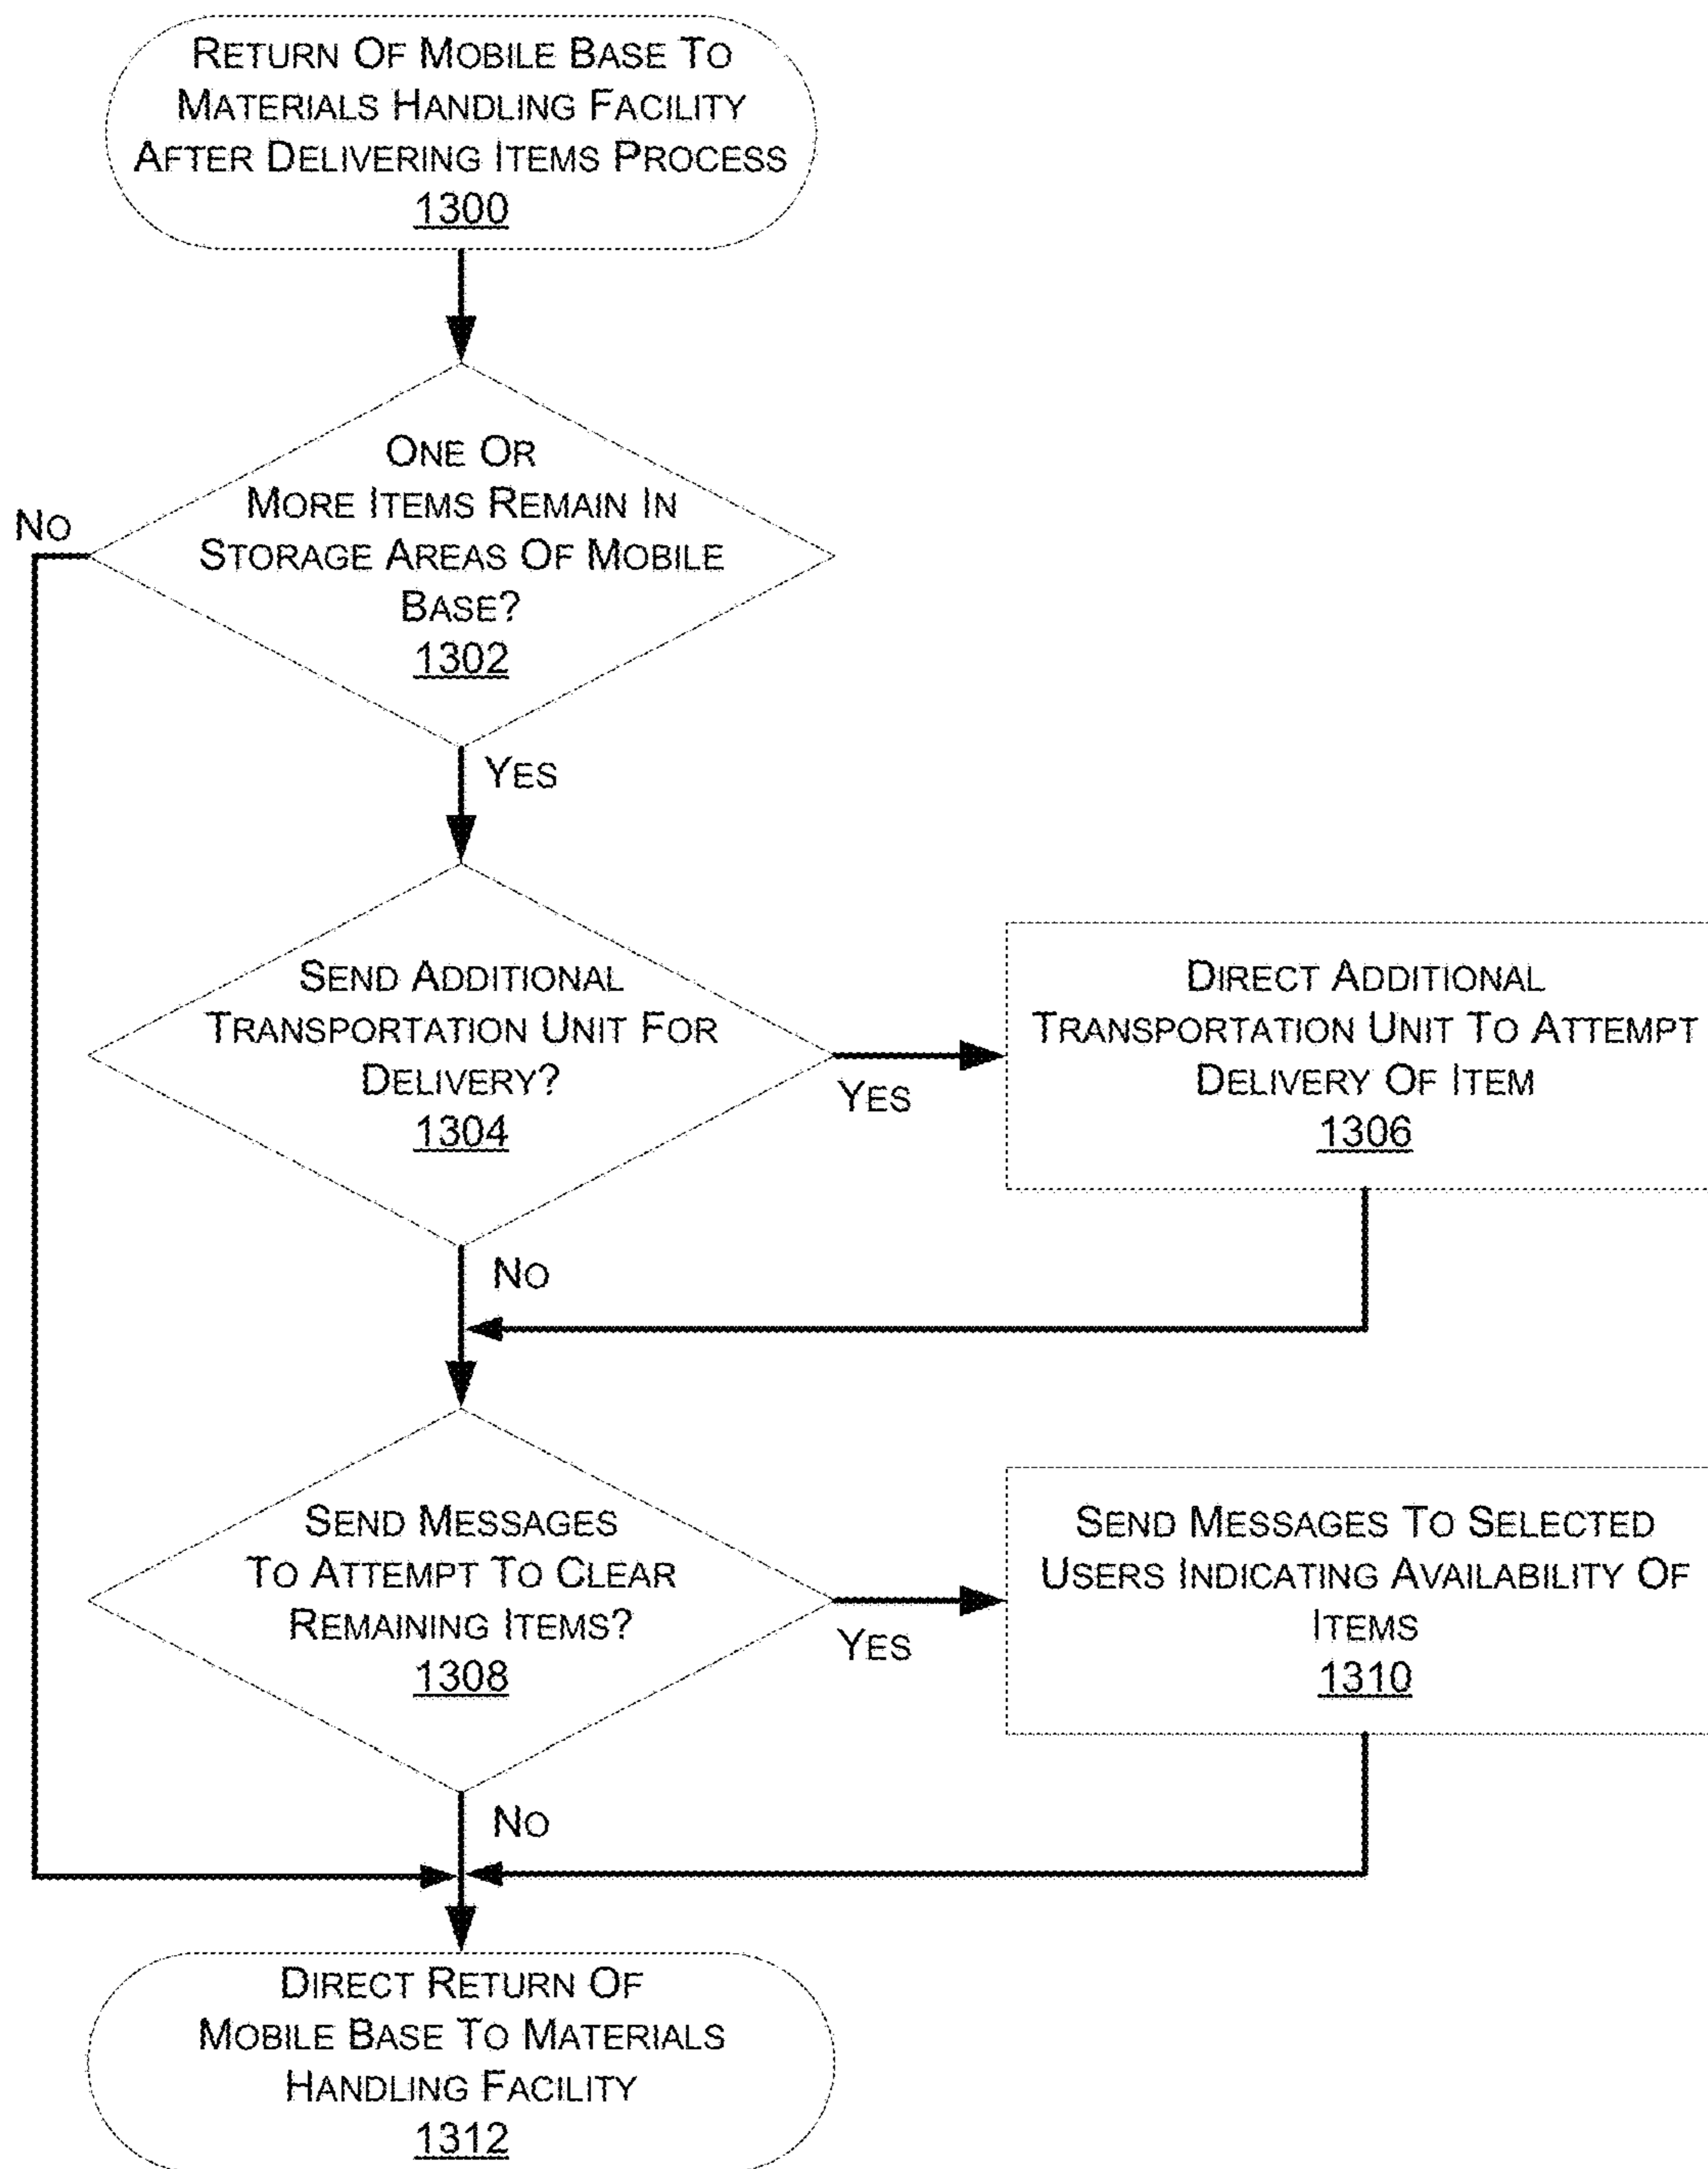 RETURN OF MOBILE BASE TO
MATERIALS HANDLING FACILITY
AFTER DELIVERING ITEMS PROCESS
1300
ONE OR
MORE ITEMS REMAIN IN
STORAGE AREAS OF MOBILE
BASE?
1302
NO
YES
SEND ADDITIONAL
TRANSPORTATION UNIT FOR
DELIVERY?
1304
YES
DIRECT ADDITIONAL
TRANSPORTATION UNIT TO ATTEMPT
DELIVERY OF ITEM
1306
NO
SEND MESSAGES
TO ATTEMPT TO CLEAR
REMAINING ITEMS?
1308
YES
SEND MESSAGES TO SELECTED
USERS INDICATING AVAILABILITY OF
ITEMS
1310
NO
DIRECT RETURN OF
MOBILE BASE TO MATERIALS
HANDLING FACILITY
1312